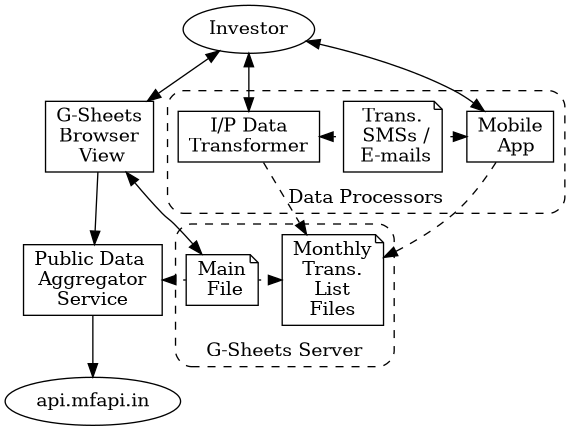 Investor
G-Sheets
Browser
View
I/P Data
Transformer
Trans.
SMSs /
E-mails
Mobile
App
Data Processors
Public Data
Aggregator
Service
Main
File
Monthly
Trans.
List
Files
G-Sheets Server
api.mfapi.in